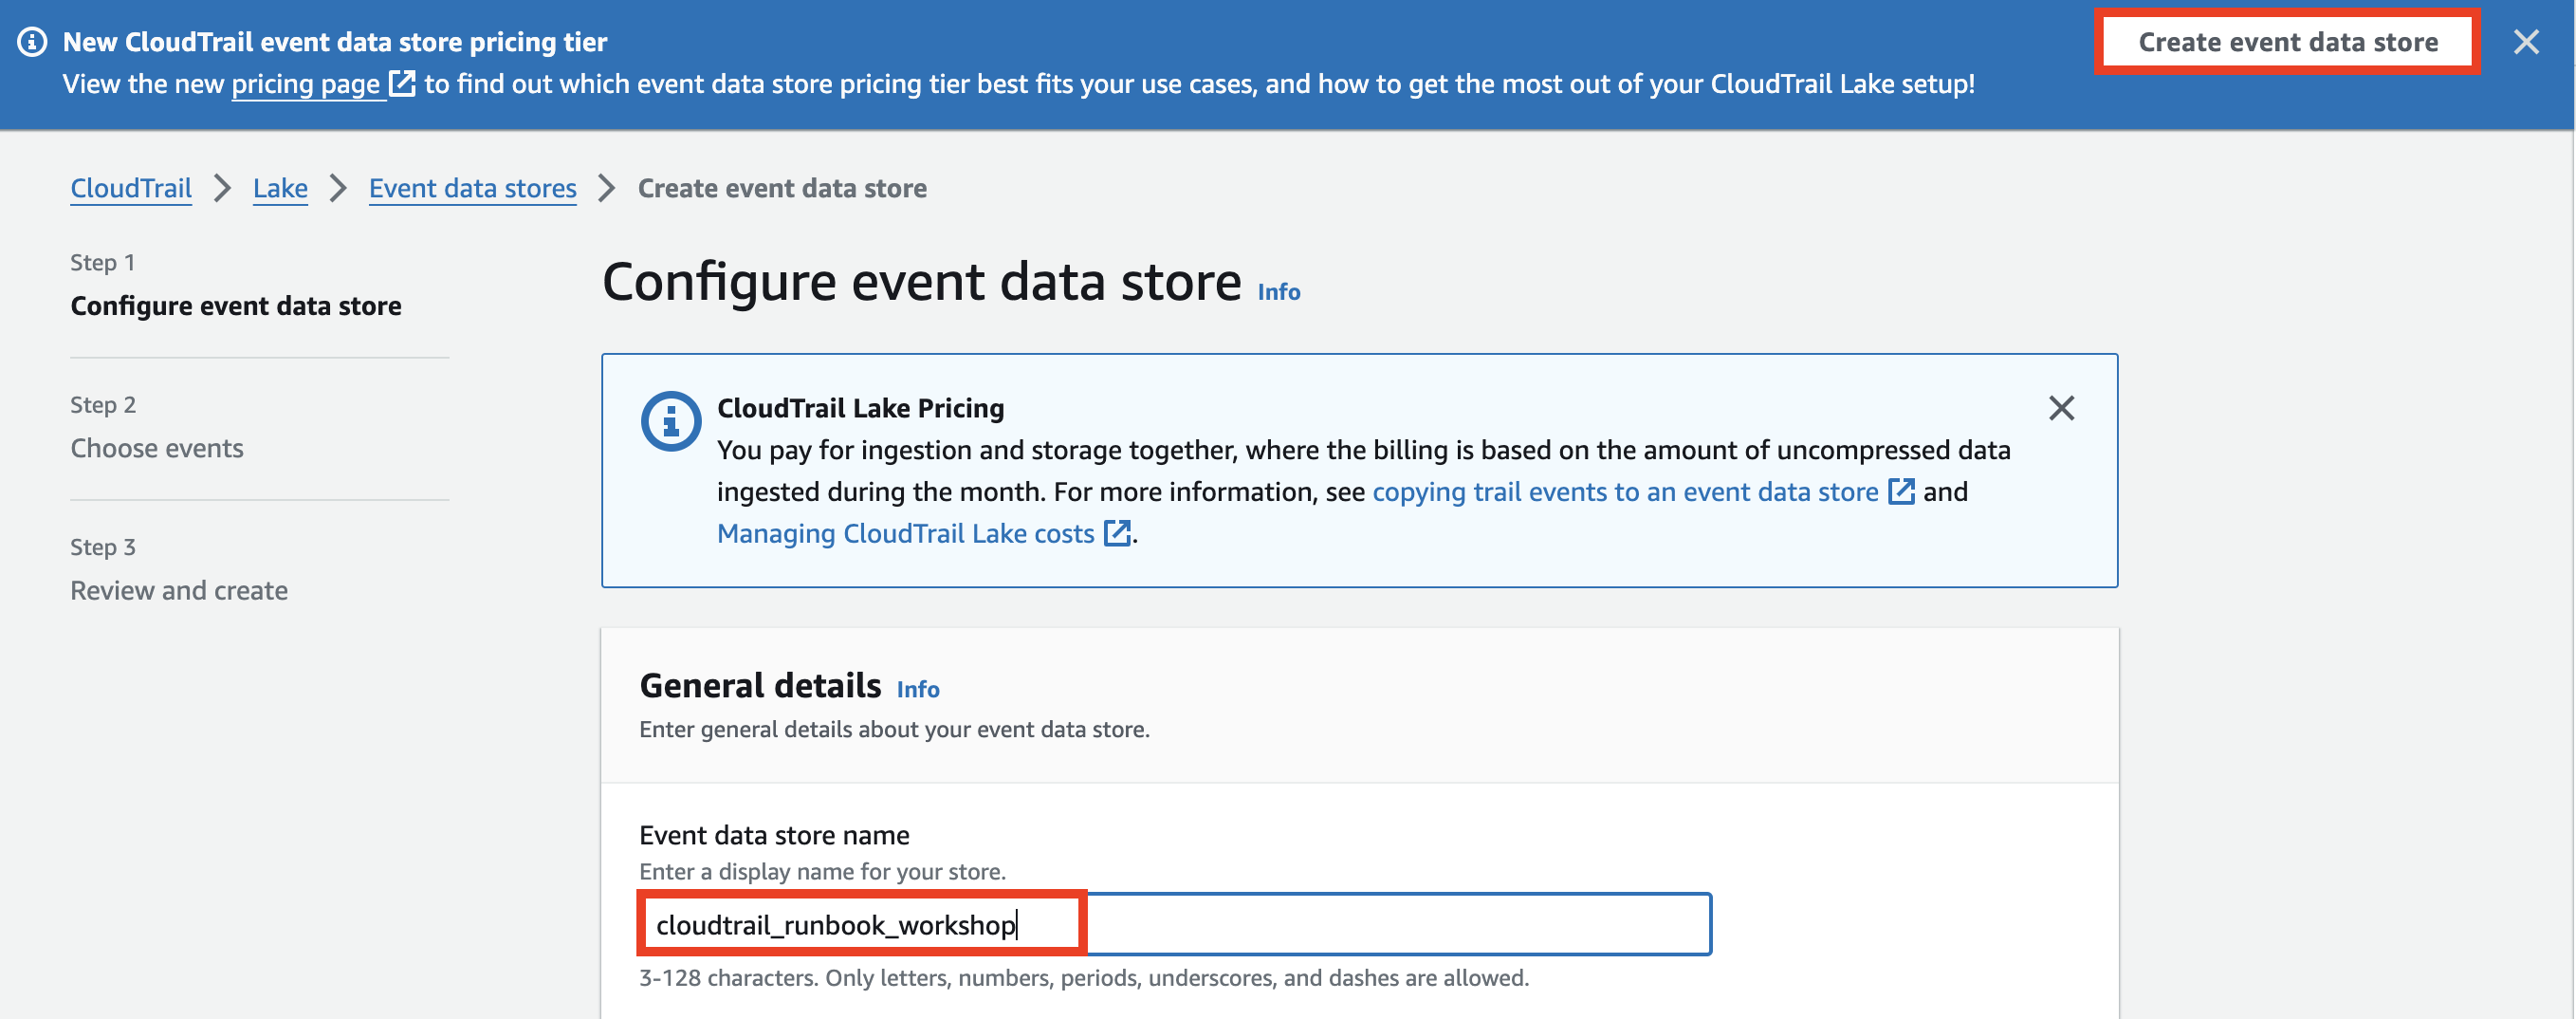 New CloudTrail event data store pricing tier
View the new pricing page to find out which event data store pricing tier best fits your use cases, and how to get the most out of your CloudTrail Lake setup!
Create event data store
CloudTrail
Lake
Event data stores
Create event data store
Step 1
Configure event data store
Step 2
Choose events
Step 3
Review and create
Configure event data store Info
CloudTrail Lake Pricing
You pay for ingestion and storage together, where the billing is based on the amount of uncompressed data
ingested during the month. For more information, see copying trail events to an event data store and
Managing CloudTrail Lake costs .
General details Info
Enter general details about your event data store.
Event data store name
Enter a display name for your store.
cloudtrail_runbook_workshop
3-128 characters. Only letters, numbers, periods, underscores, and dashes are allowed.